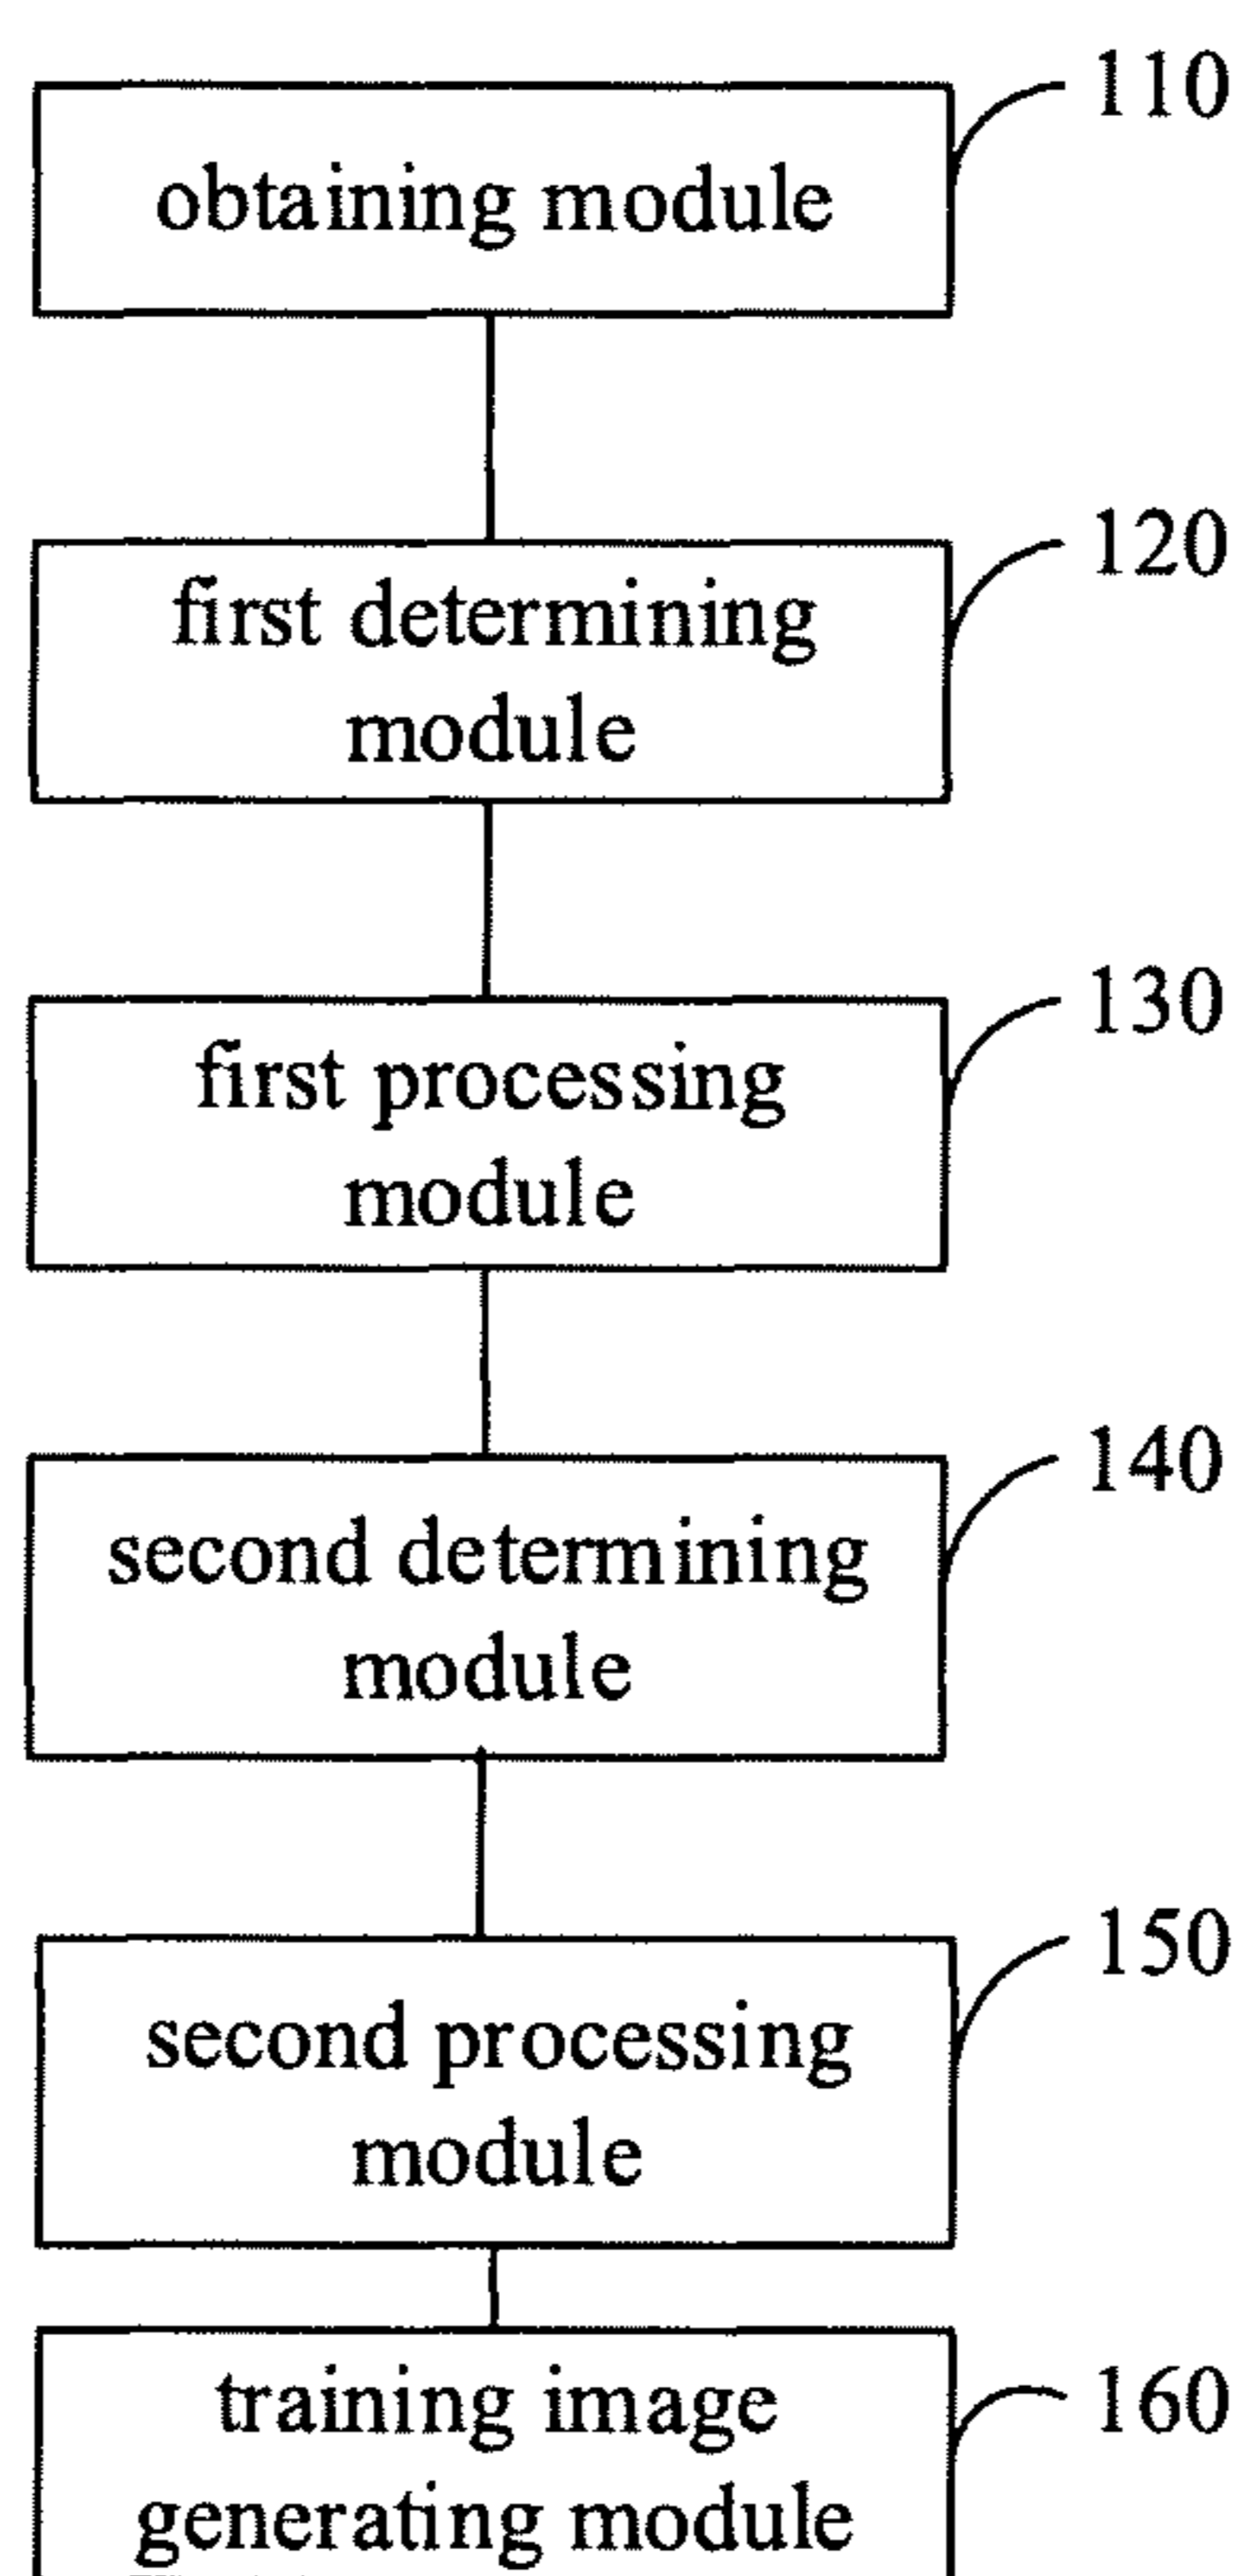 110
obtaining module
120
first determining
module
130
first processing
module
140
second determining
module
150
second processing
module
160
training image
generating module